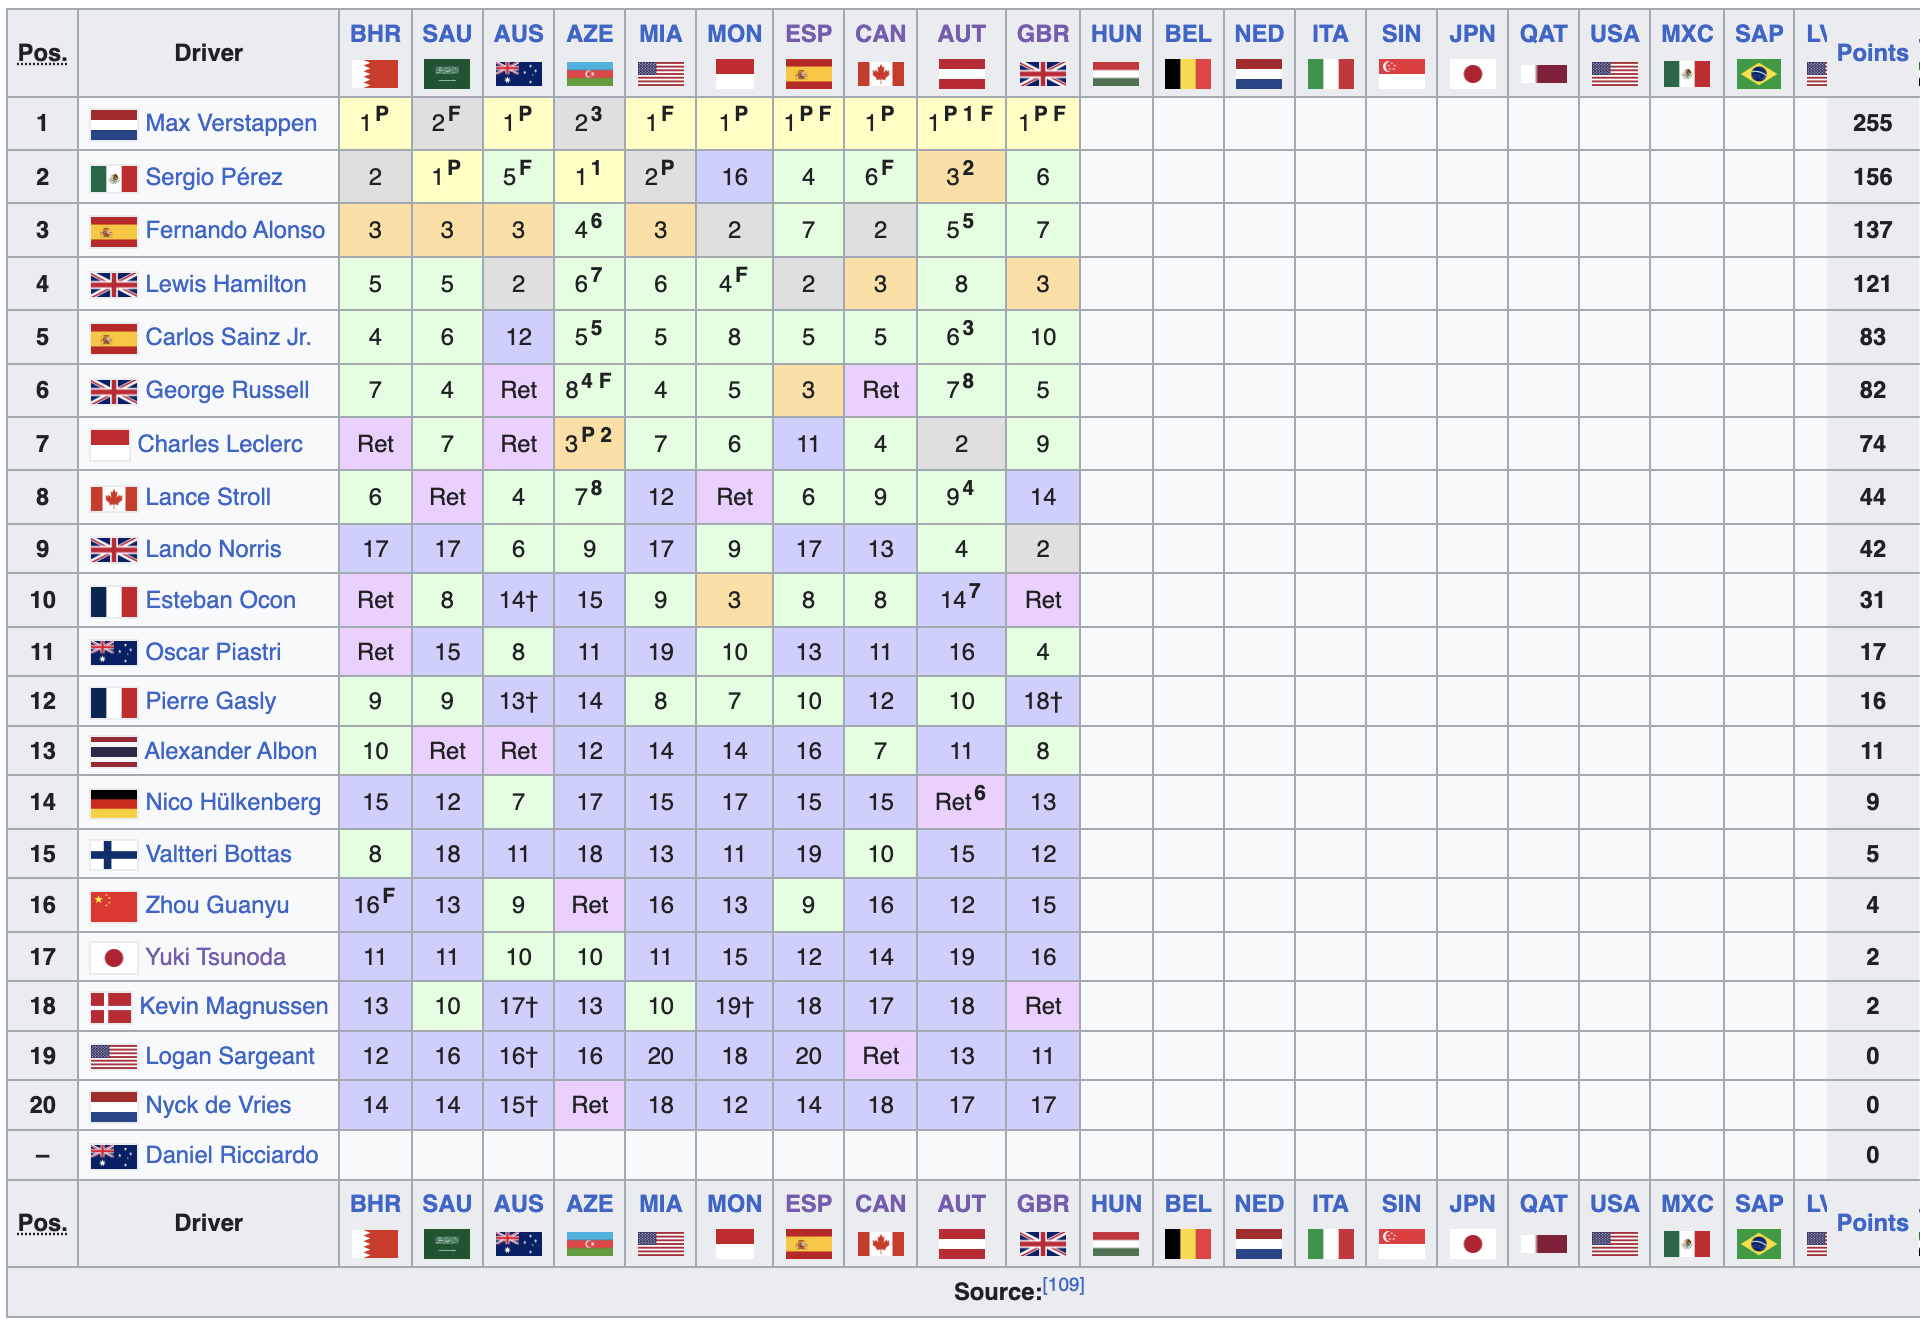 Pos. Driver BHR SAU AUS AZE MIA MON ESP CAN AUT GBR HUN BEL NED ITA SIN JPN QAT USA MXC SAP Points
1 Max Verstappen 1 P 2 F 1 P 2 3 1 F 1 P 1 P F 1 P 1 P 1 F 1 P F 255
2 Sergio Pérez 2 1 P 5 F 1 1 2 P 16 4 6 F 3 2 6 156
3 Fernando Alonso 3 3 3 4 6 3 2 7 2 5 5 7 137
4 Lewis Hamilton 5 5 2 6 7 6 4 F 2 3 8 3 121
5 Carlos Sainz Jr. 4 6 12 5 5 5 8 5 5 6 3 10 83
6 George Russell 7 4 Ret 8 4 F 4 5 3 Ret 7 8 5 82
7 Charles Leclerc Ret 7 Ret 3 P 2 7 6 11 4 2 9 74
8 Lance Stroll 6 Ret 4 7 8 12 Ret 6 9 9 4 14 44
9 Lando Norris 17 17 6 9 17 9 17 13 4 2 42
10 Esteban Ocon Ret 8 14† 15 9 3 8 8 14 7 Ret 31
11 Oscar Piastri Ret 15 8 11 19 10 13 11 16 4 17
12 Pierre Gasly 9 9 13† 14 8 7 10 12 10 18† 16
13 Alexander Albon 10 Ret Ret 12 14 14 16 7 11 8 11
14 Nico Hülkenberg 15 12 7 17 15 17 15 15 Ret 6 13 9
15 Valtteri Bottas 8 18 11 18 13 11 19 10 15 12 5
16 Zhou Guanyu 16 F 13 9 Ret 16 13 9 16 12 15 4
17 Yuki Tsunoda 11 11 10 10 11 15 12 14 19 16 2
18 Kevin Magnussen 13 10 17† 13 10 19† 18 17 18 Ret 2
19 Logan Sargeant 12 16 16† 16 20 18 20 Ret 13 11 0
20 Nyck de Vries 14 14 15† Ret 18 12 14 18 17 17 0
– Daniel Ricciardo 0
Pos. Driver BHR SAU AUS AZE MIA MON ESP CAN AUT GBR HUN BEL NED ITA SIN JPN QAT USA MXC SAP Points
Source:[109]